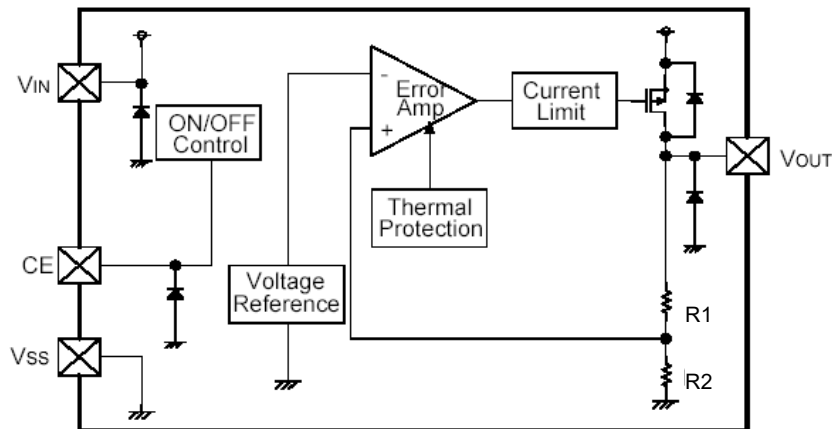 VIN
ON/OFF
Control
-
Error
Amp
+
Current
Limit
VOUT
Thermal
Protection
CE
Voltage
Reference
R1
VSS
R2